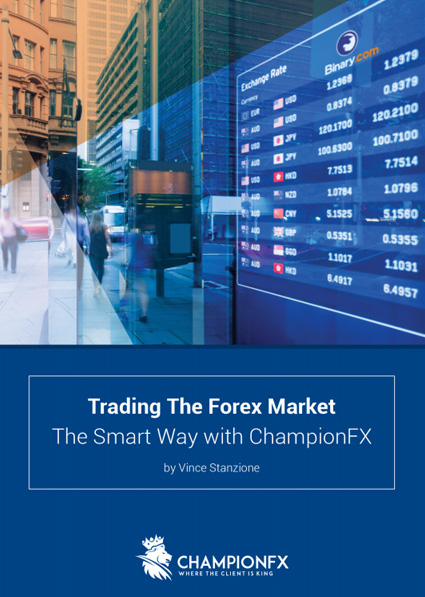 Binary.com
Exchange Rate
Currency
EUR USD 1.2369 1.2379
AUD USD 0.8374 0.8379
USD JPY 120.1700 120.2100
AUD JPY 100.6300 100.7100
USD HKD 7.7513 7.7514
AUD NZD 1.0784 1.0796
AUD CNY 5.1525 5.1560
AUD GBP 0.5351 0.5355
AUD SGD 1.1017 1.1031
AUD HKD 6.4917 6.4957
Trading The Forex Market
The Smart Way with ChampionFX
by Vince Stanzione
CHAMPIONFX
WHERE THE CLIENT IS KING